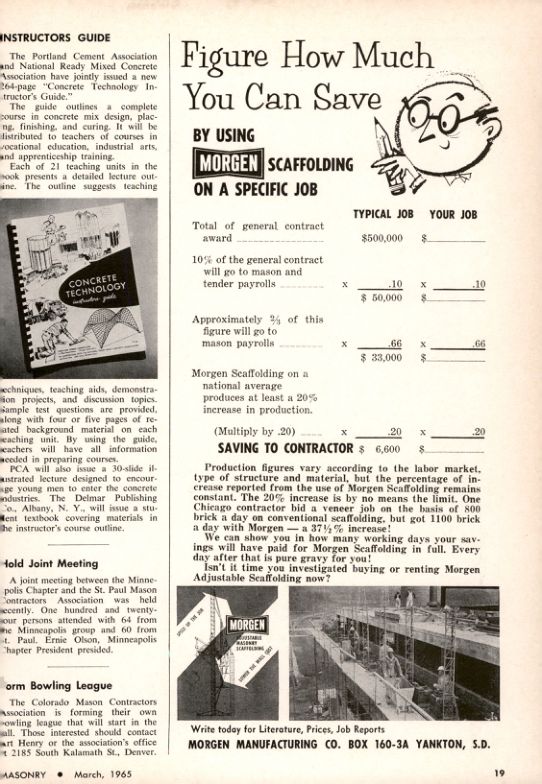 INSTRUCTORS GUIDE
The Portland Cement Association
and National Ready Mixed Concrete
Association have jointly issued a new
264-page "Concrete Technology In-
structor's Guide."
The guide outlines a complete
course in concrete mix design, plac-
ing, finishing, and curing. It will be
distributed to teachers of courses in
vocational education, industrial arts,
and apprenticeship training.
Each of 21 teaching units in the
book presents a detailed lecture out-
line. The outline suggests teaching
CONCRETE
TECHNOLOGY
instructors guide
techniques, teaching aids, demonstra-
tion projects, and discussion topics.
Sample test questions are provided,
along with four or five pages of re-
lated background material on each
teaching unit. By using the guide,
teachers will have all information
needed in preparing courses.
PCA will also issue a 30-slide il-
lustrated lecture designed to encour-
age young men to enter the concrete
industries. The Delmar Publishing
Co., Albany, N. Y., will issue a stu-
dent textbook covering materials in
the instructor's course outline.
Hold Joint Meeting
A joint meeting between the Minne-
apolis Chapter and the St. Paul Mason
Contractors Association was held
recently. One hundred and twenty-
four persons attended with 64 from
the Minneapolis group and 60 from
St. Paul. Ernie Olson, Minneapolis
Chapter President presided.
Form Bowling League
The Colorado Mason Contractors
Association is forming their own
bowling league that will start in the
fall. Those interested should contact
Art Henry or the association's office
at 2185 South Kalamath St., Denver.
Figure How Much
You Can Save
BY USING
MORGEN SCAFFOLDING
ON A SPECIFIC JOB
TYPICAL JOB YOUR JOB
Total of general contract
award $500,000 $
10% of the general contract
will go to mason and
tender payrolls x .10 x .10
$ 50,000 $
Approximately ⅔ of this
figure will go to
mason payrolls x .66 x .66
$ 33,000 $
Morgen Scaffolding on a
national average
produces at least a 20%
increase in production.
(Multiply by .20) x .20 x .20
SAVING TO CONTRACTOR $ 6,600 $
Production figures vary according to the labor market,
type of structure and material, but the percentage of in-
crease reported from the use of Morgen Scaffolding remains
constant. The 20% increase is by no means the limit. One
Chicago contractor bid a veneer job on the basis of 800
brick a day on conventional scaffolding, but got 1100 brick
a day with Morgen — a 37½% increase!
We can show you in how many working days your sav-
ings will have paid for Morgen Scaffolding in full. Every
day after that is pure gravy for you!
Isn't it time you investigated buying or renting Morgen
Adjustable Scaffolding now?
SPEED UP THE JOB
MORGEN
ADJUSTABLE
MASONRY
SCAFFOLDING
LOWER THE WALL COST
Write today for Literature, Prices, Job Reports
MORGEN MANUFACTURING CO. BOX 160-3A YANKTON, S.D.
MASONRY • March, 1965
19